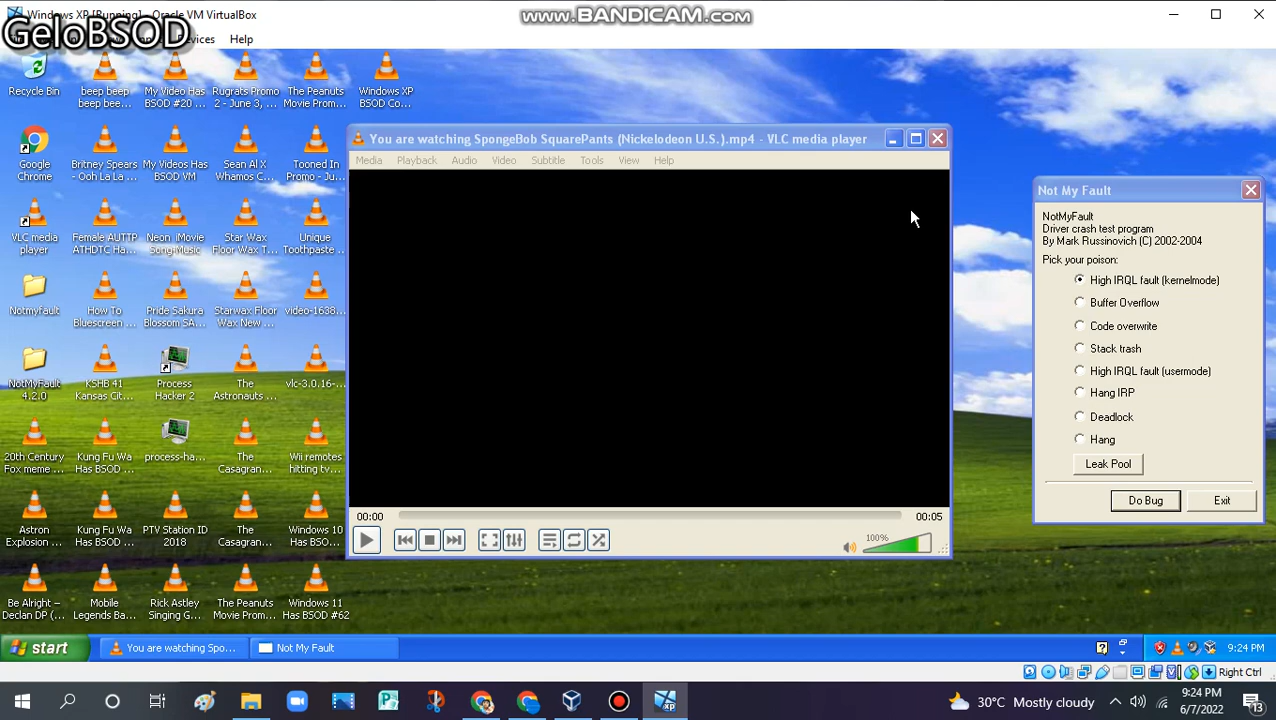 Windows XP [Running] - Oracle VM VirtualBox
www.BANDICAM.com
GeloBSOD
Devices
Help
Recycle Bin
beep beep
beep bee...
My Video Has
BSOD #20 ...
Rugrats Promo
2 - June 3, ...
The Peanuts
Movie Prom...
Windows XP
BSOD Co...
Google
Chrome
Britney Spears
- Ooh La La ...
My Videos Has
BSOD VM
Sean Al X
Whamos C...
Tooned In
Promo - Ju...
VLC media
player
Female AUTTP
ATHDTC Ha...
Neon iMovie
Song Music
Star Wax
Floor Wax T...
Unique
Toothpaste ...
Notmyfault
How To
Bluescreen ...
Pride Sakura
Blossom SA...
Starwax Floor
Wax New ...
video-1638...
NotMyFault
4.2.0
KSHB 41
Kansas Cit...
Process
Hacker 2
The
Astronauts ...
vlc-3.0.16-...
20th Century
Fox meme ...
Kung Fu Wa
Has BSOD ...
process-ha...
The
Casagran...
Wii remotes
hitting tv...
Astron
Explosion ...
Kung Fu Wa
Has BSOD ...
PTV Station ID
2018
The
Casagran...
Windows 10
Has BSO...
Be Alright –
Declan DP (...
Mobile
Legends Ba...
Rick Astley
Singing G...
The Peanuts
Movie Prom...
Windows 11
Has BSOD #62
You are watching SpongeBob SquarePants (Nickelodeon U.S.).mp4 - VLC media player
Media Playback Audio Video Subtitle Tools View Help
00:00
00:05
100%
Not My Fault
NotMyFault
Driver crash test program
By Mark Russinovich (C) 2002-2004
Pick your poison:
High IRQL fault (kernelmode)
Buffer Overflow
Code overwrite
Stack trash
High IRQL fault (usermode)
Hang IRP
Deadlock
Hang
Leak Pool
Do Bug
Exit
start
You are watching Spo...
Not My Fault
9:24 PM
Right Ctrl
30°C Mostly cloudy
9:24 PM
6/7/2022
13